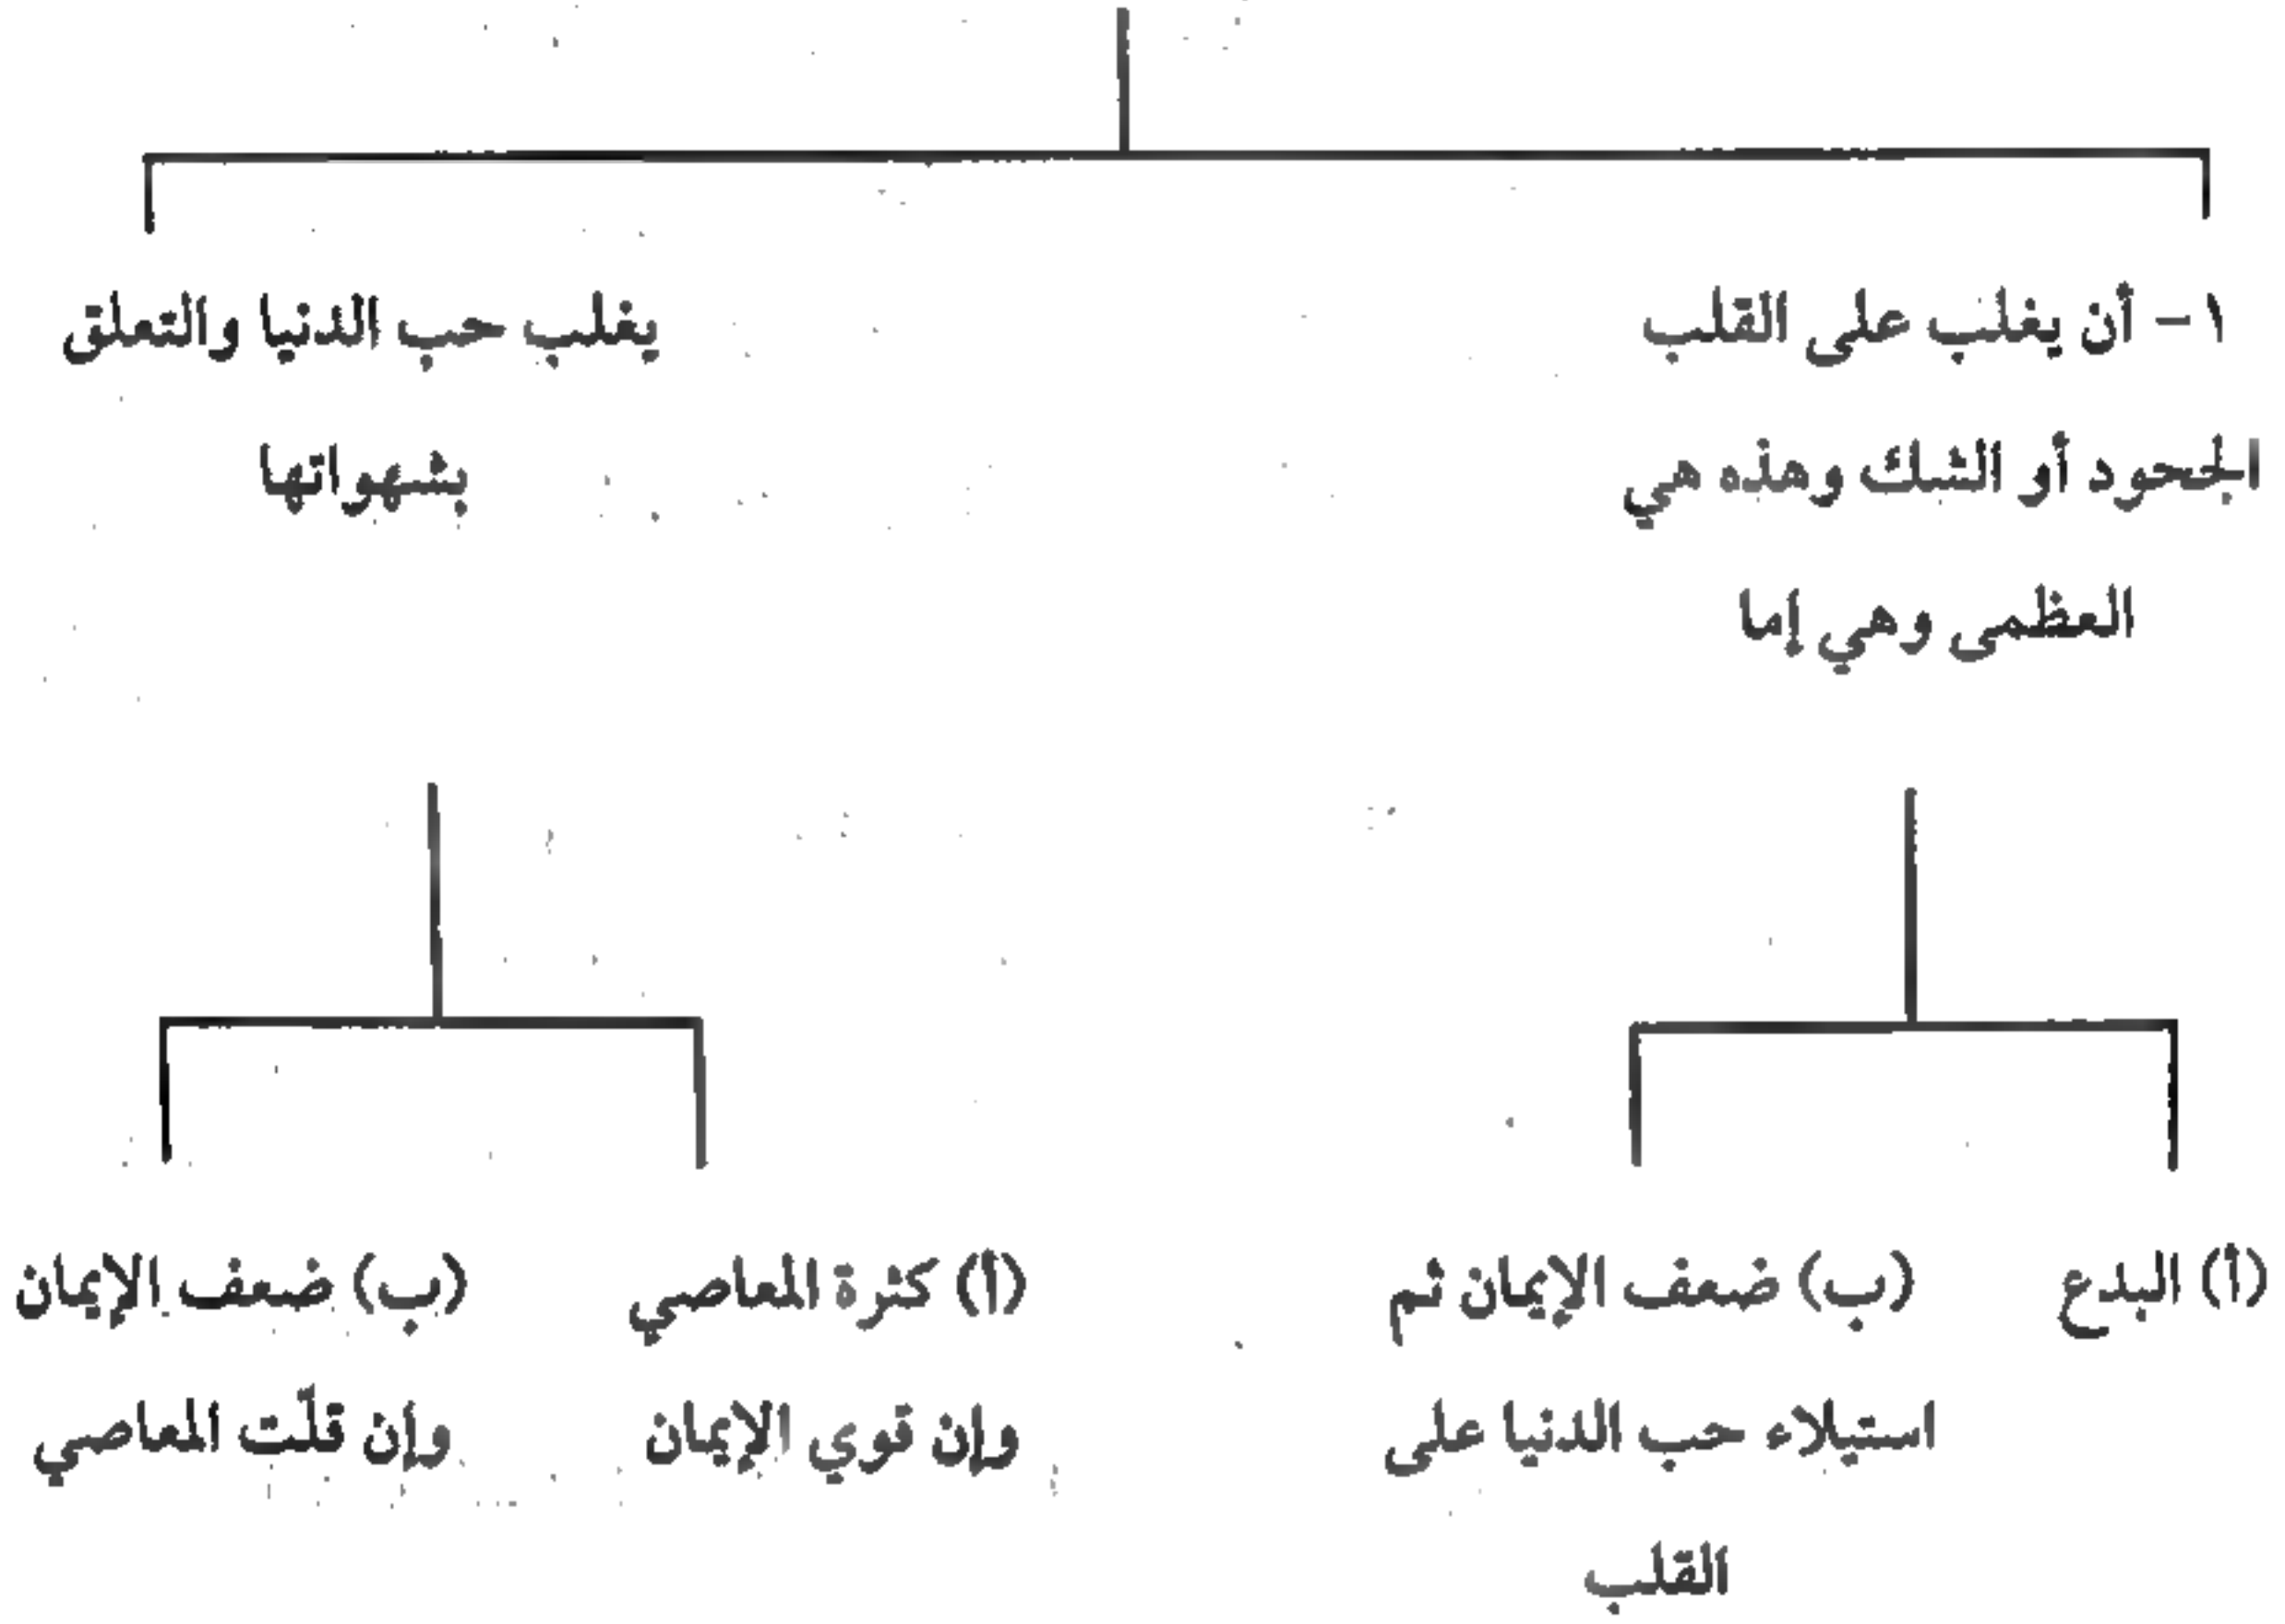 ١ - أن يغلب على القلب
الجحود أو الشك وهذه هي
العظمى وهي إما
يغلب حب الدنيا والتعلق
بشهواتها
(أ) البدع
(ب) ضعف الإيمان ثم
استيلاء حب الدنيا على
القلب
(أ) كثرة المعاصي
وإن قوي الإيمان
(ب) ضعف الإيمان
وإن قلّت المعاصي